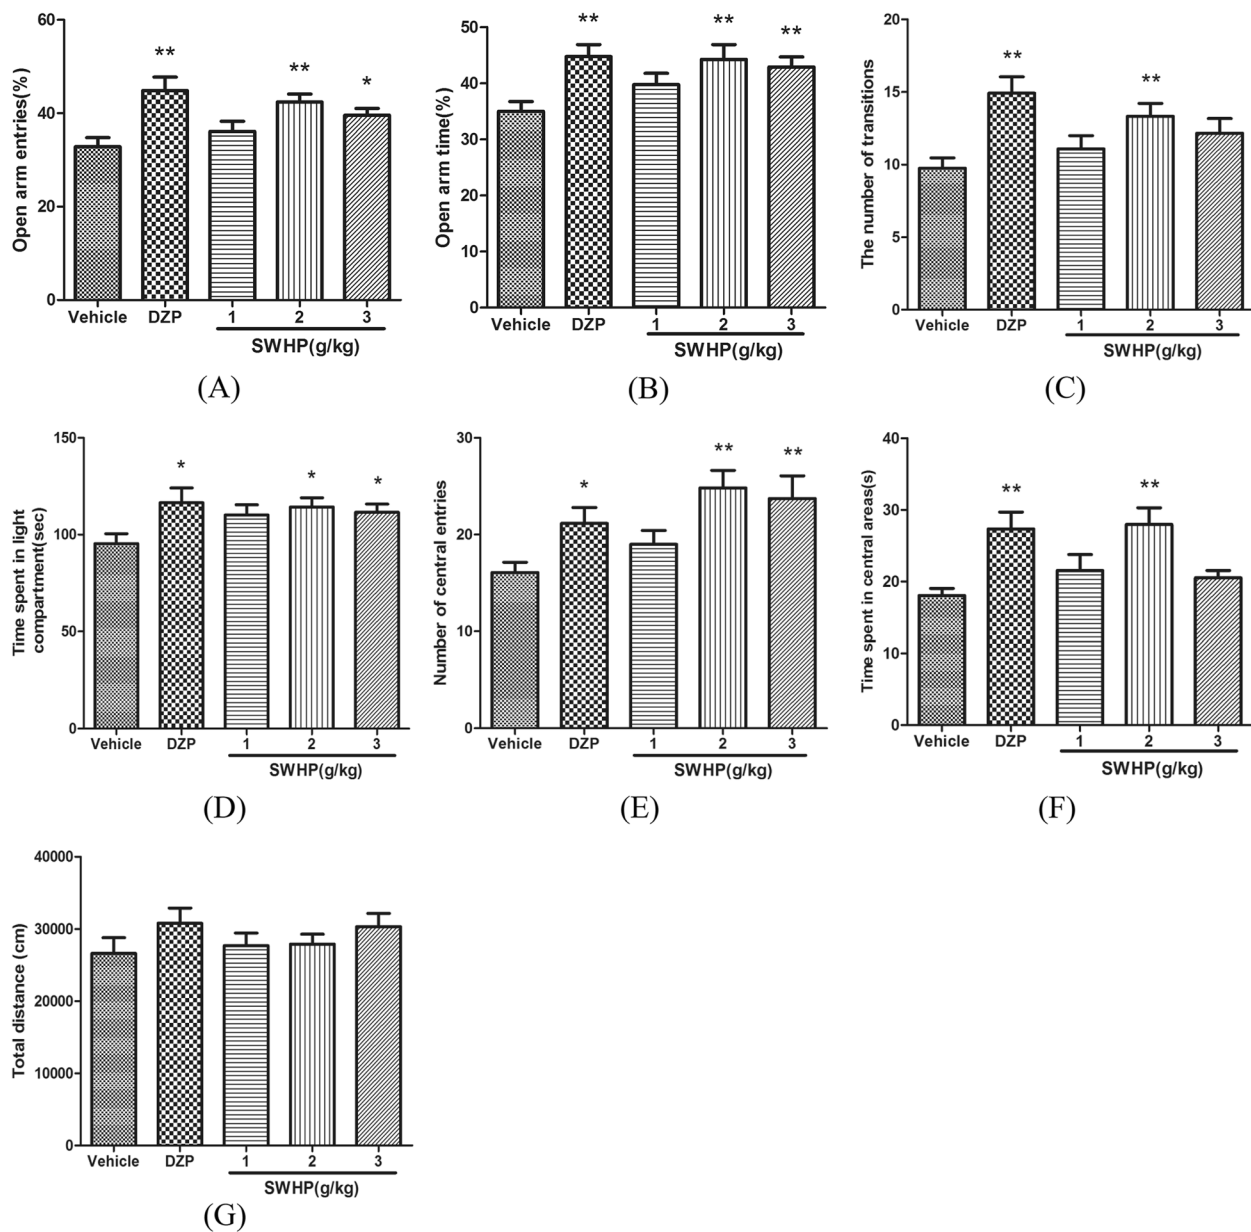 Open arm entries(%)
60
40
20
0
**
**
*
Vehicle DZP 1 2 3
SWHP(g/kg)
(A)
Open arm time(%)
50
40
30
20
10
0
**
**
**
Vehicle DZP 1 2 3
SWHP(g/kg)
(B)
The number of transitions
20
15
10
5
0
**
**
Vehicle DZP 1 2 3
SWHP(g/kg)
(C)
Time spent in light
compartment(sec)
150
100
50
0
*
*
*
Vehicle DZP 1 2 3
SWHP(g/kg)
(D)
Number of central entries
30
20
10
0
*
**
**
Vehicle DZP 1 2 3
SWHP(g/kg)
(E)
Time spent in central areas(s)
40
30
20
10
0
**
**
Vehicle DZP 1 2 3
SWHP(g/kg)
(F)
Total distance (cm)
40000
30000
20000
10000
0
Vehicle DZP 1 2 3
SWHP(g/kg)
(G)